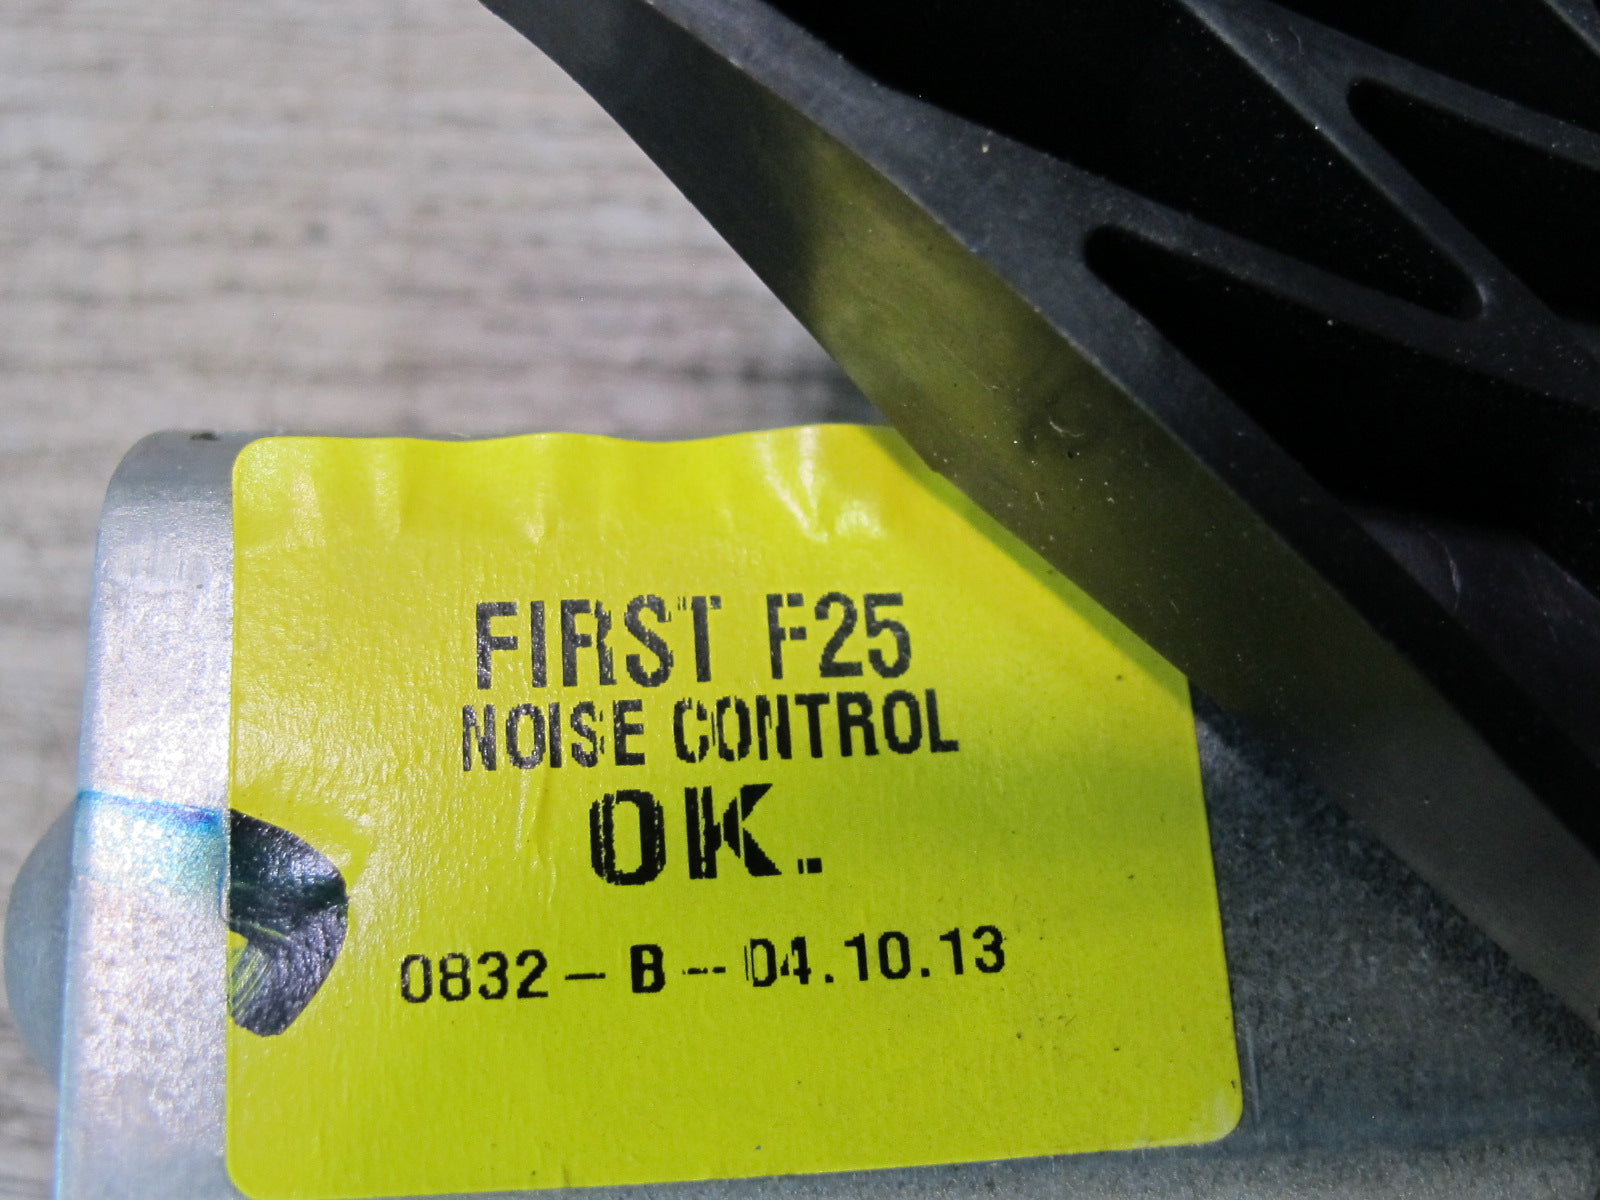 FIRST F25
NOISE CONTROL
OK.
0832 - B - 04.10.13